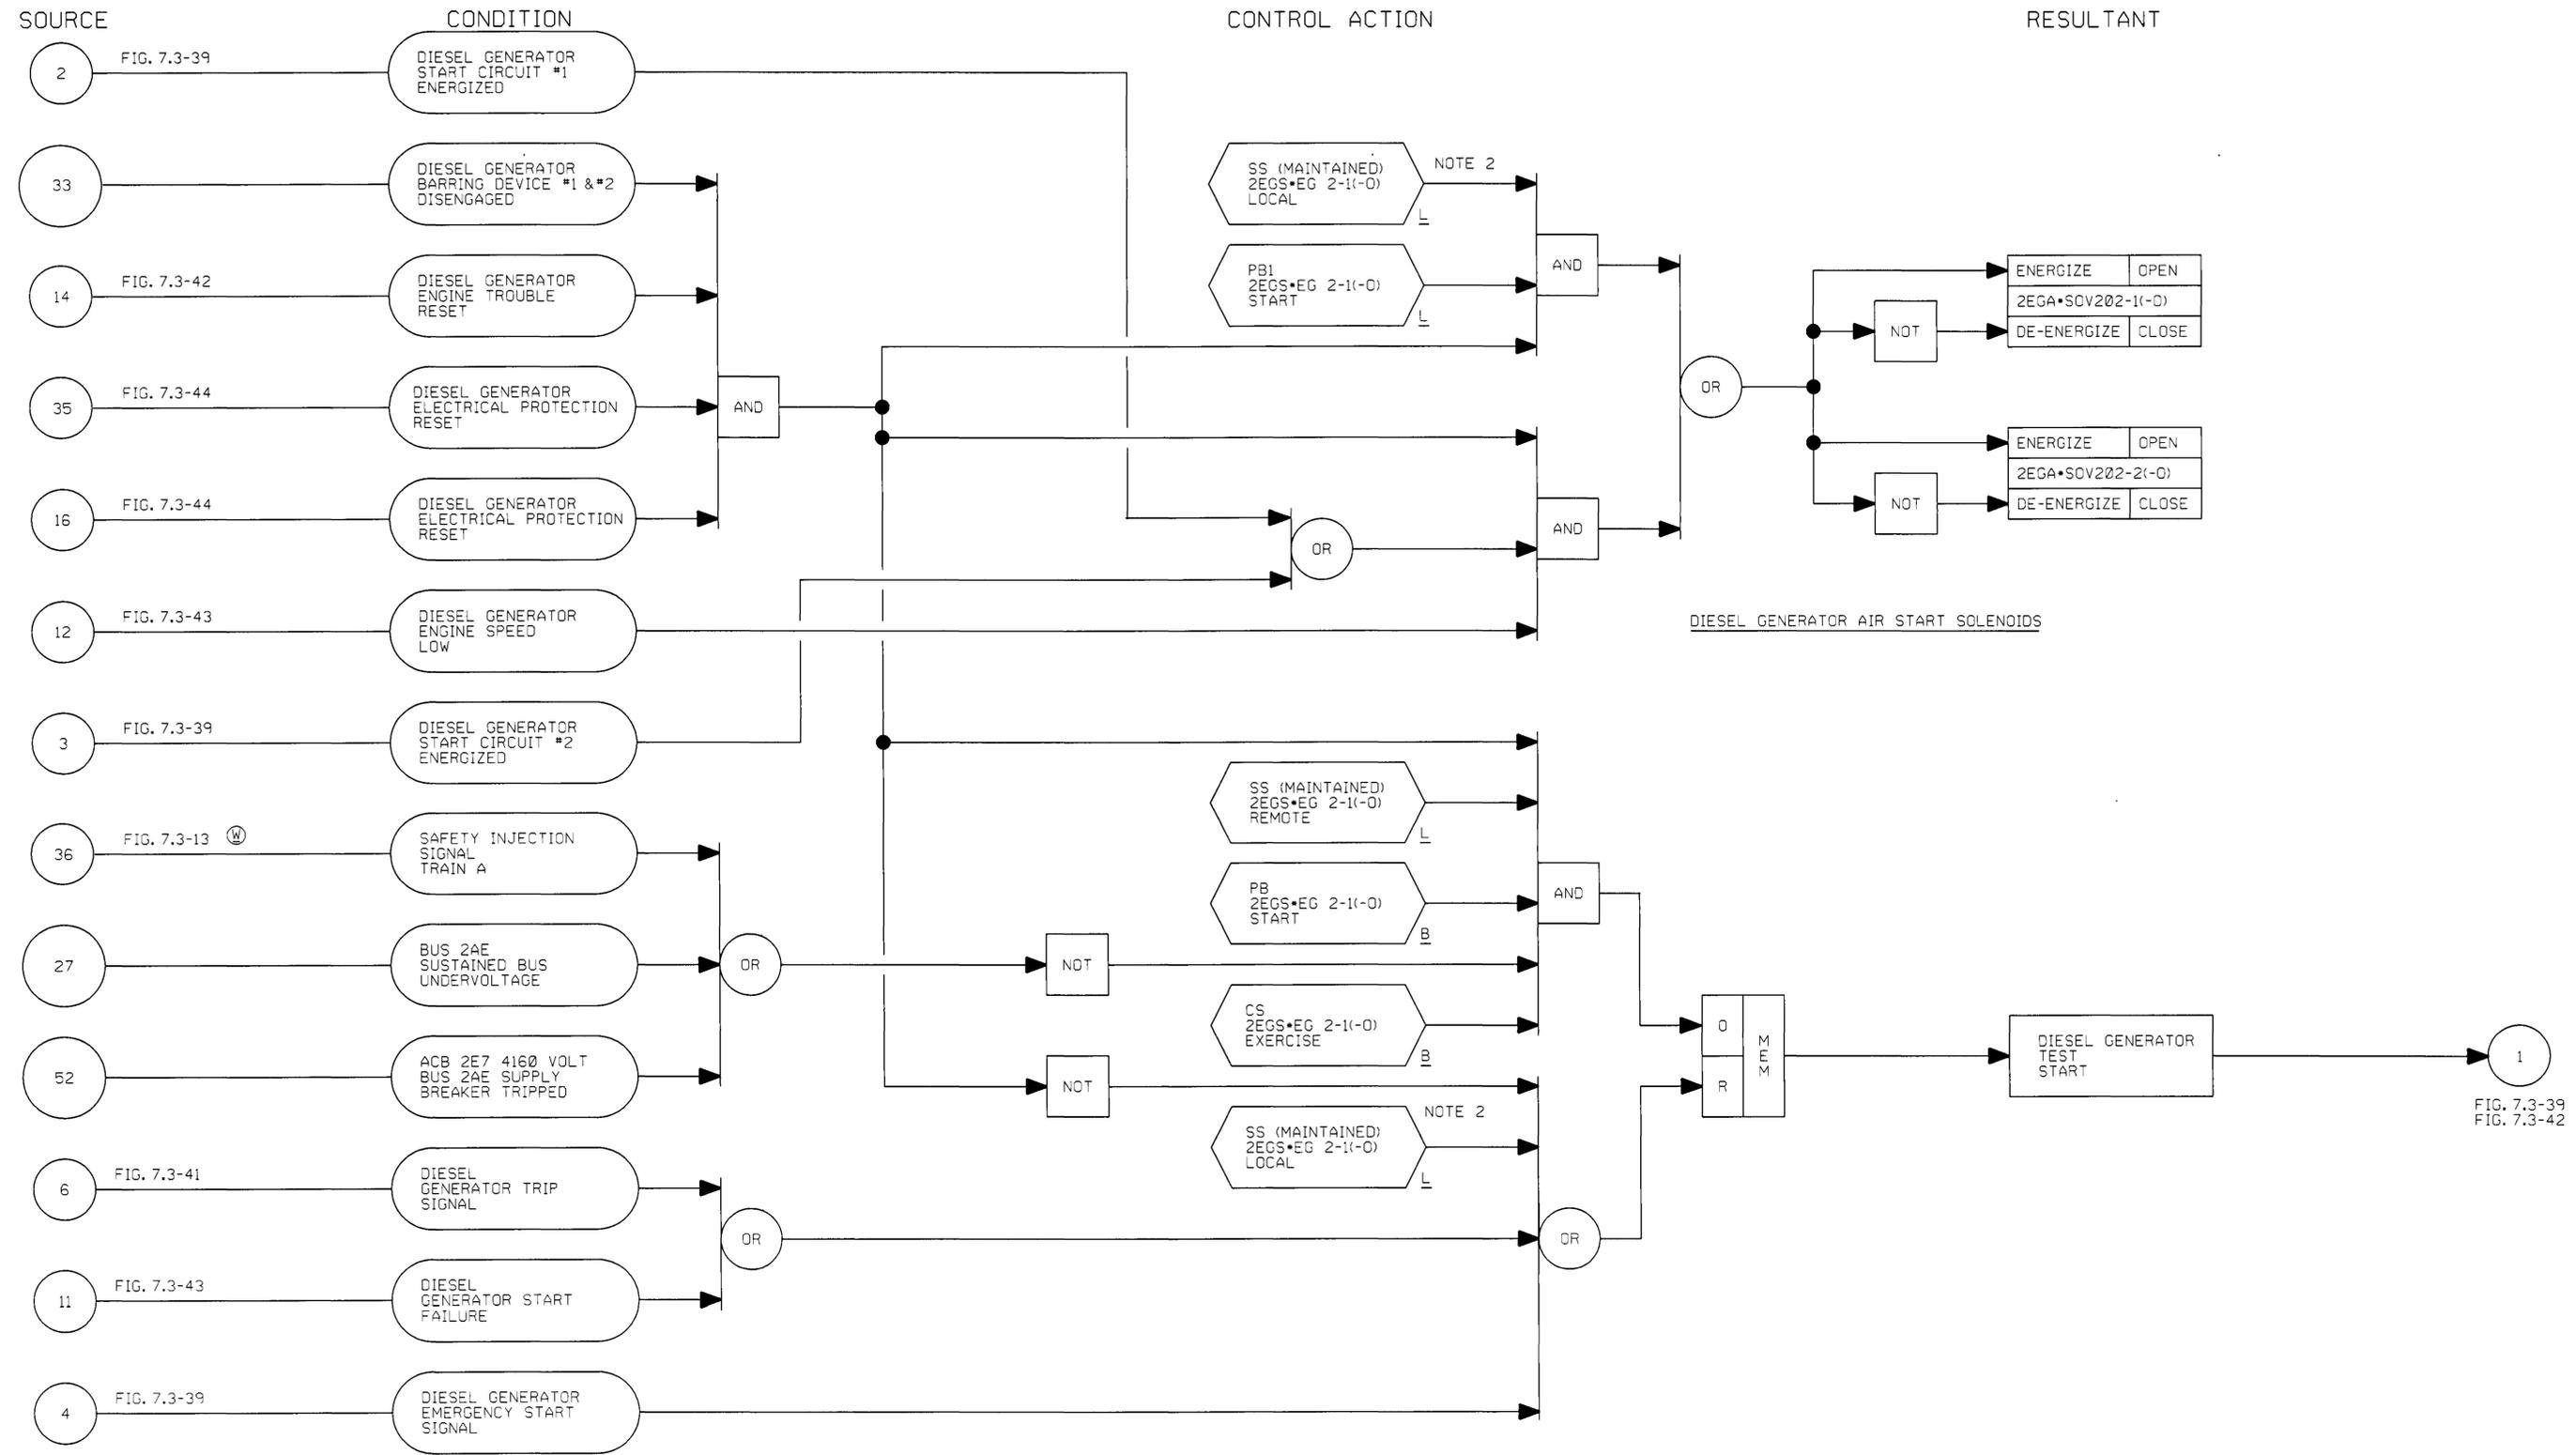 SOURCE
CONDITION
CONTROL ACTION
RESULTANT
2
FIG. 7.3-39
DIESEL GENERATOR
START CIRCUIT #1
ENERGIZED
33
DIESEL GENERATOR
BARRING DEVICE #1 &#2
DISENGAGED
SS (MAINTAINED)
2EGS*EG 2-1(-O)
LOCAL
L
NOTE 2
14
FIG. 7.3-42
DIESEL GENERATOR
ENGINE TROUBLE
RESET
PB1
2EGS*EG 2-1(-O)
START
L
AND
ENERGIZE
OPEN
2EGA*SOV202-1(-O)
NOT
DE-ENERGIZE
CLOSE
35
FIG. 7.3-44
DIESEL GENERATOR
ELECTRICAL PROTECTION
RESET
AND
OR
ENERGIZE
OPEN
2EGA*SOV202-2(-O)
NOT
DE-ENERGIZE
CLOSE
16
FIG. 7.3-44
DIESEL GENERATOR
ELECTRICAL PROTECTION
RESET
OR
AND
12
FIG. 7.3-43
DIESEL GENERATOR
ENGINE SPEED
LOW
DIESEL GENERATOR AIR START SOLENOIDS
3
FIG. 7.3-39
DIESEL GENERATOR
START CIRCUIT #2
ENERGIZED
SS (MAINTAINED)
2EGS*EG 2-1(-O)
REMOTE
L
36
FIG. 7.3-13 W
SAFETY INJECTION
SIGNAL
TRAIN A
PB
2EGS*EG 2-1(-O)
START
B
AND
27
BUS 2AE
SUSTAINED BUS
UNDERVOLTAGE
OR
NOT
CS
2EGS*EG 2-1(-O)
EXERCISE
B
52
ACB 2E7 4160 VOLT
BUS 2AE SUPPLY
BREAKER TRIPPED
NOT
O
R
MEM
DIESEL GENERATOR
TEST
START
1
FIG. 7.3-39
FIG. 7.3-42
SS (MAINTAINED)
2EGS*EG 2-1(-O)
LOCAL
L
NOTE 2
6
FIG. 7.3-41
DIESEL
GENERATOR TRIP
SIGNAL
OR
OR
11
FIG. 7.3-43
DIESEL
GENERATOR START
FAILURE
4
FIG. 7.3-39
DIESEL GENERATOR
EMERGENCY START
SIGNAL